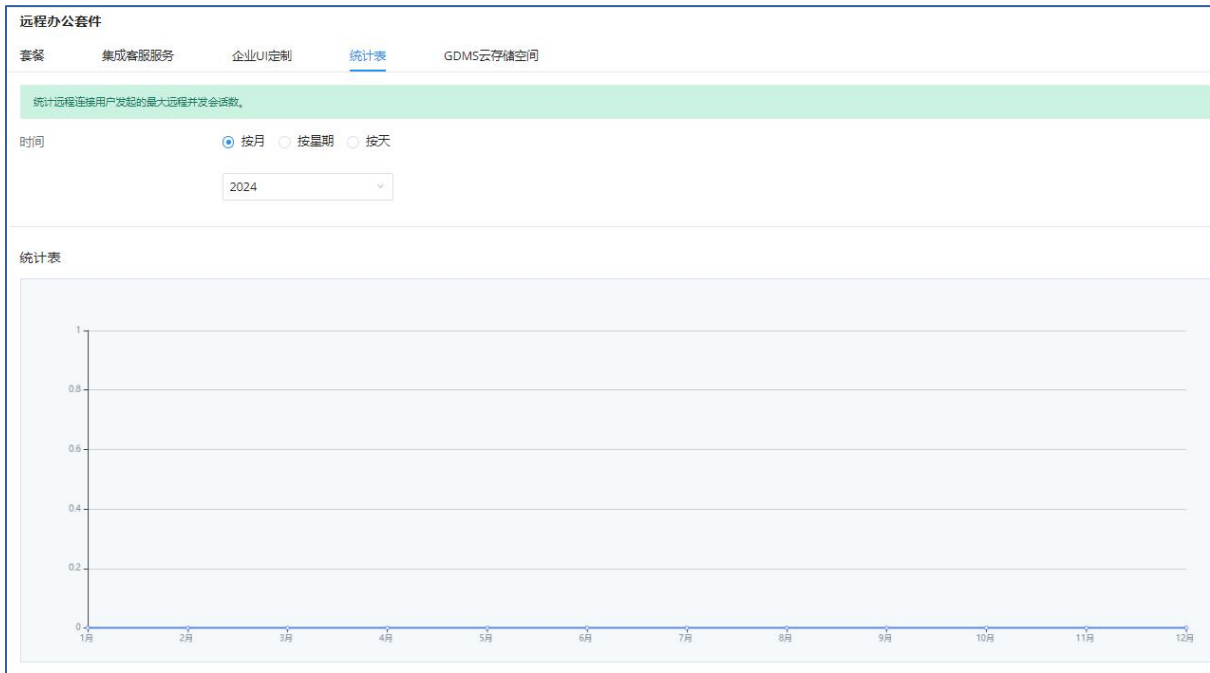 远程办公套件
套餐 集成客服服务 企业UI定制 统计表 GDMS云存储空间
统计远程连接用户发起的最大远程并发会话数。
时间 按月 按星期 按天
2024
统计表
1
0.8
0.6
0.4
0.2
0
1月 2月 3月 4月 5月 6月 7月 8月 9月 10月 11月 12月